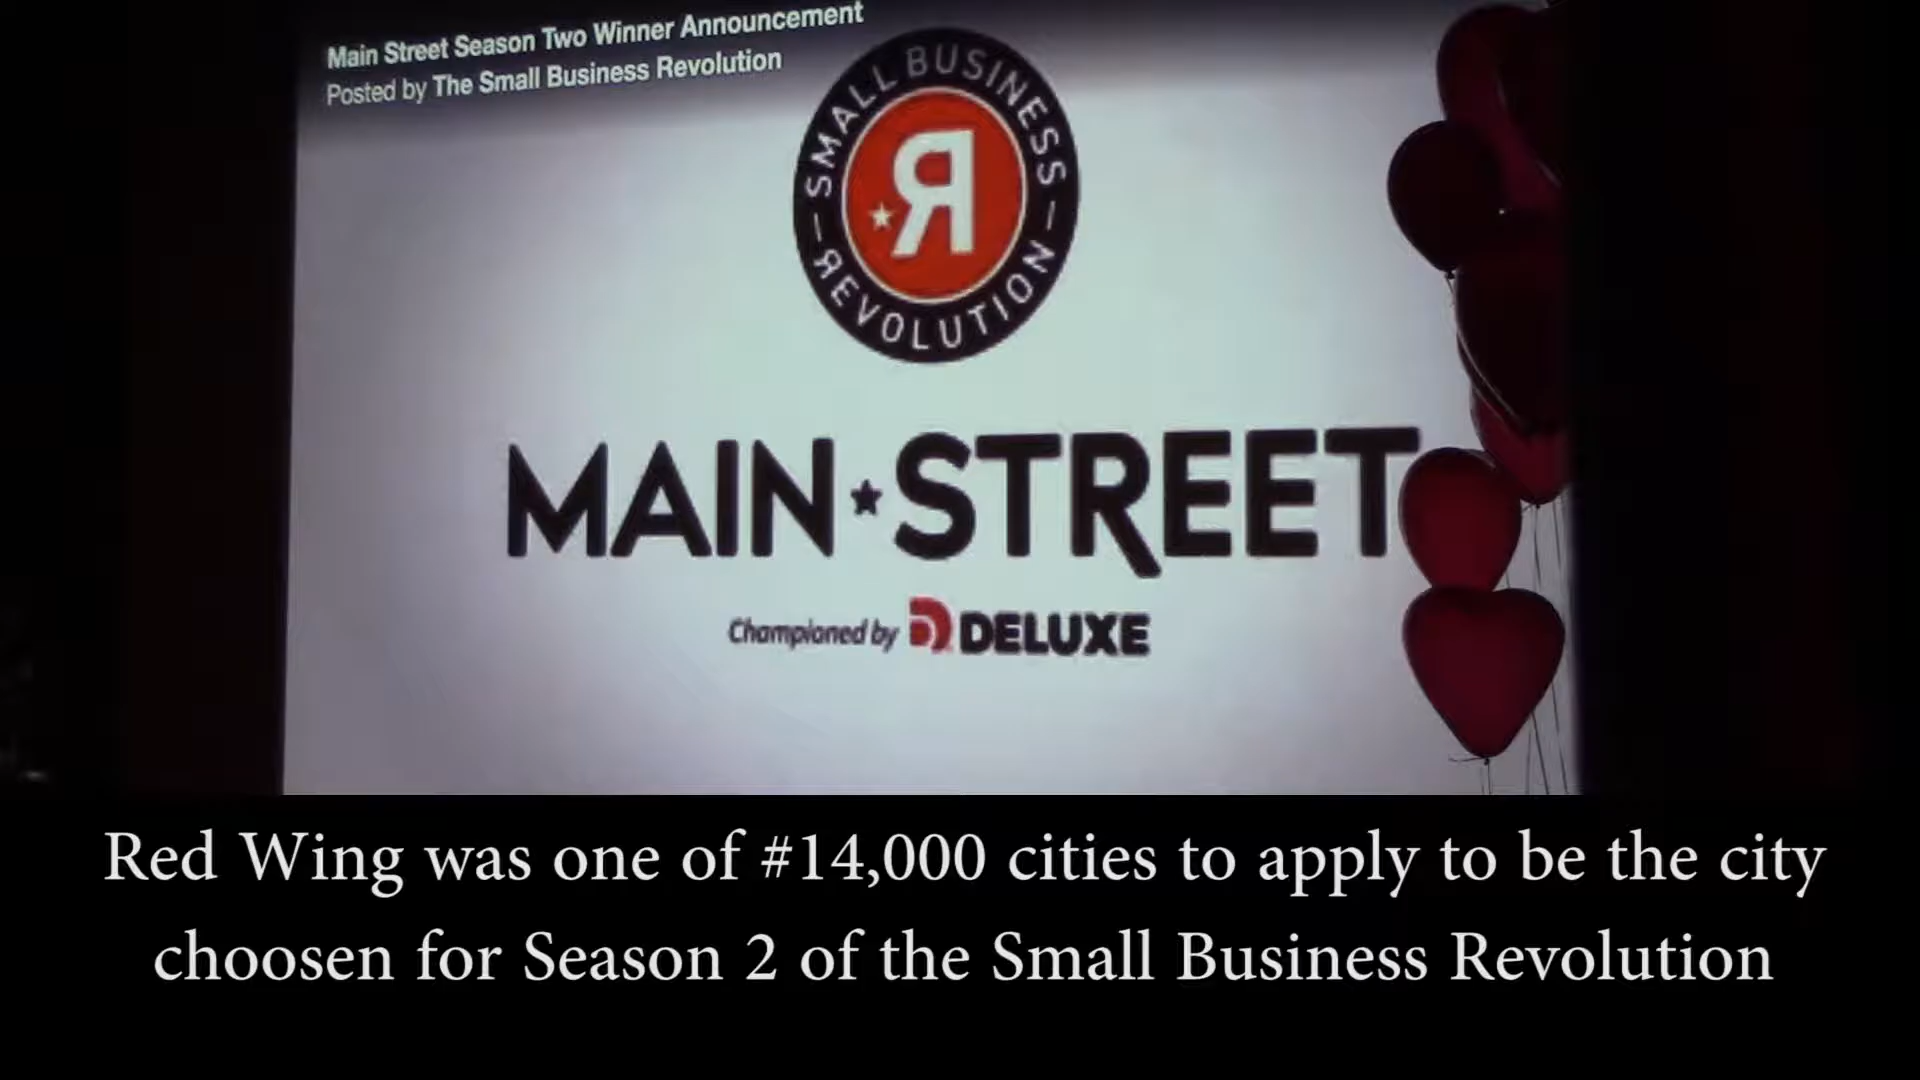 Main Street Season Two Winner Announcement
Posted by The Small Business Revolution
SMALL BUSINESS
R
REVOLUTION
MAIN STREET
Championed by DELUXE
Red Wing was one of #14,000 cities to apply to be the city
choosen for Season 2 of the Small Business Revolution